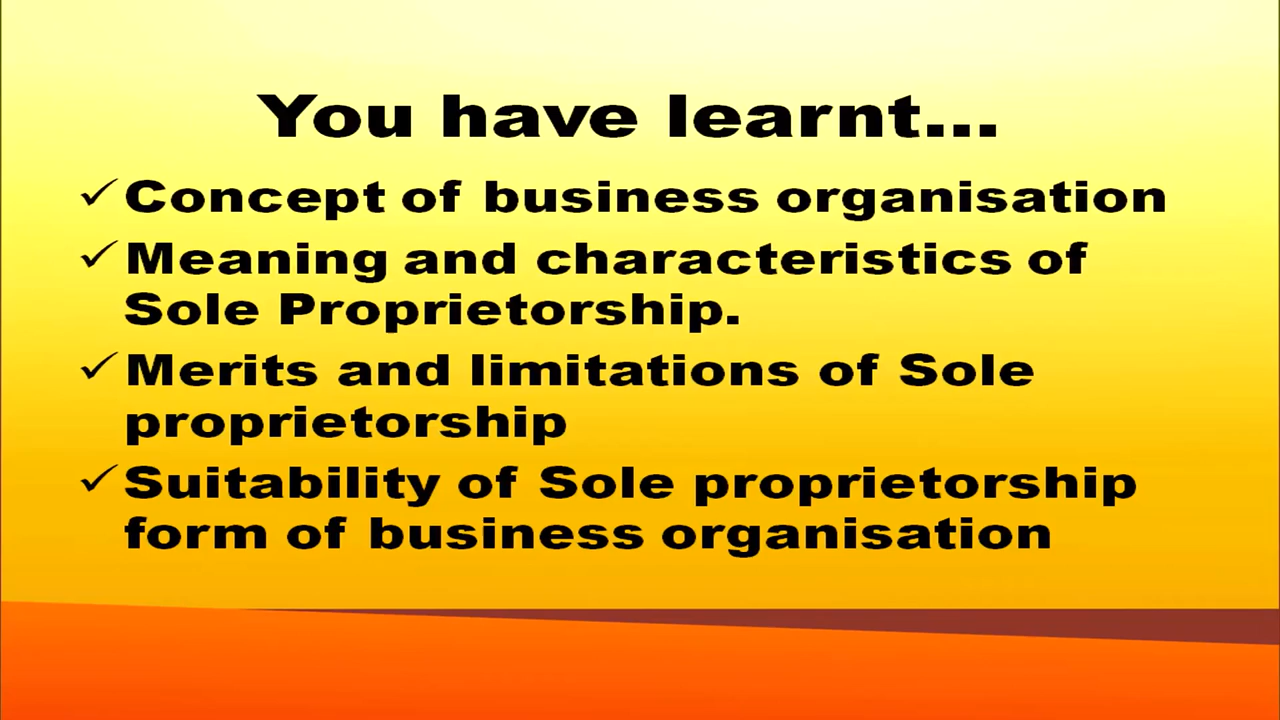 You have learnt...
✓Concept of business organisation
✓Meaning and characteristics of
Sole Proprietorship.
✓Merits and limitations of Sole
proprietorship
✓Suitability of Sole proprietorship
form of business organisation